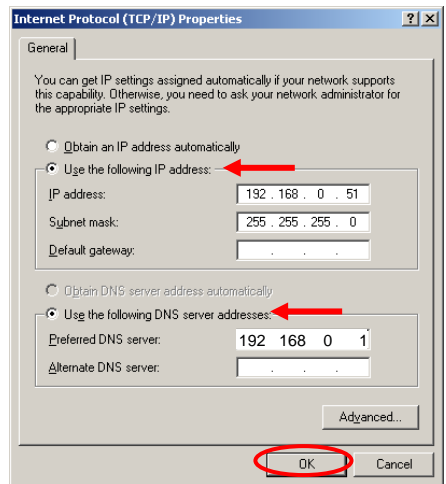 Internet Protocol (TCP/IP) Properties
General
You can get IP settings assigned automatically if your network supports
this capability. Otherwise, you need to ask your network administrator for
the appropriate IP settings.
Obtain an IP address automatically
Use the following IP address:
IP address: 192 . 168 . 0 . 51
Subnet mask: 255 . 255 . 255 . 0
Default gateway: . . .
Obtain DNS server address automatically
Use the following DNS server addresses:
Preferred DNS server: 192 168 0 1
Alternate DNS server: . . .
Advanced...
OK Cancel